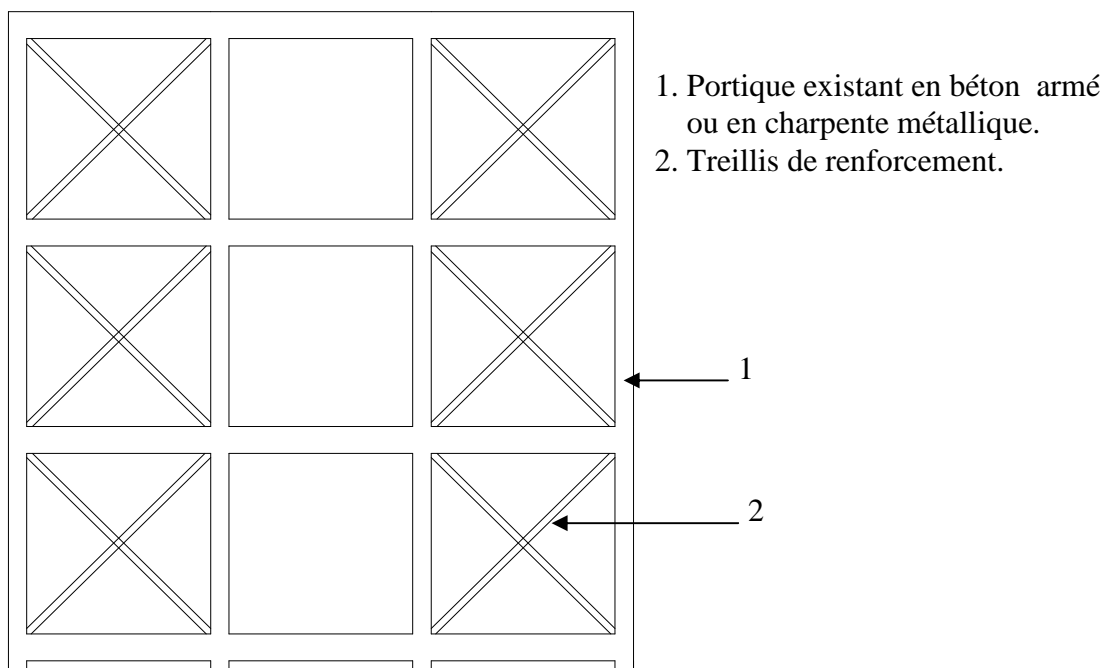 1. Portique existant en béton armé
ou en charpente métallique.
2. Treillis de renforcement.
1
2